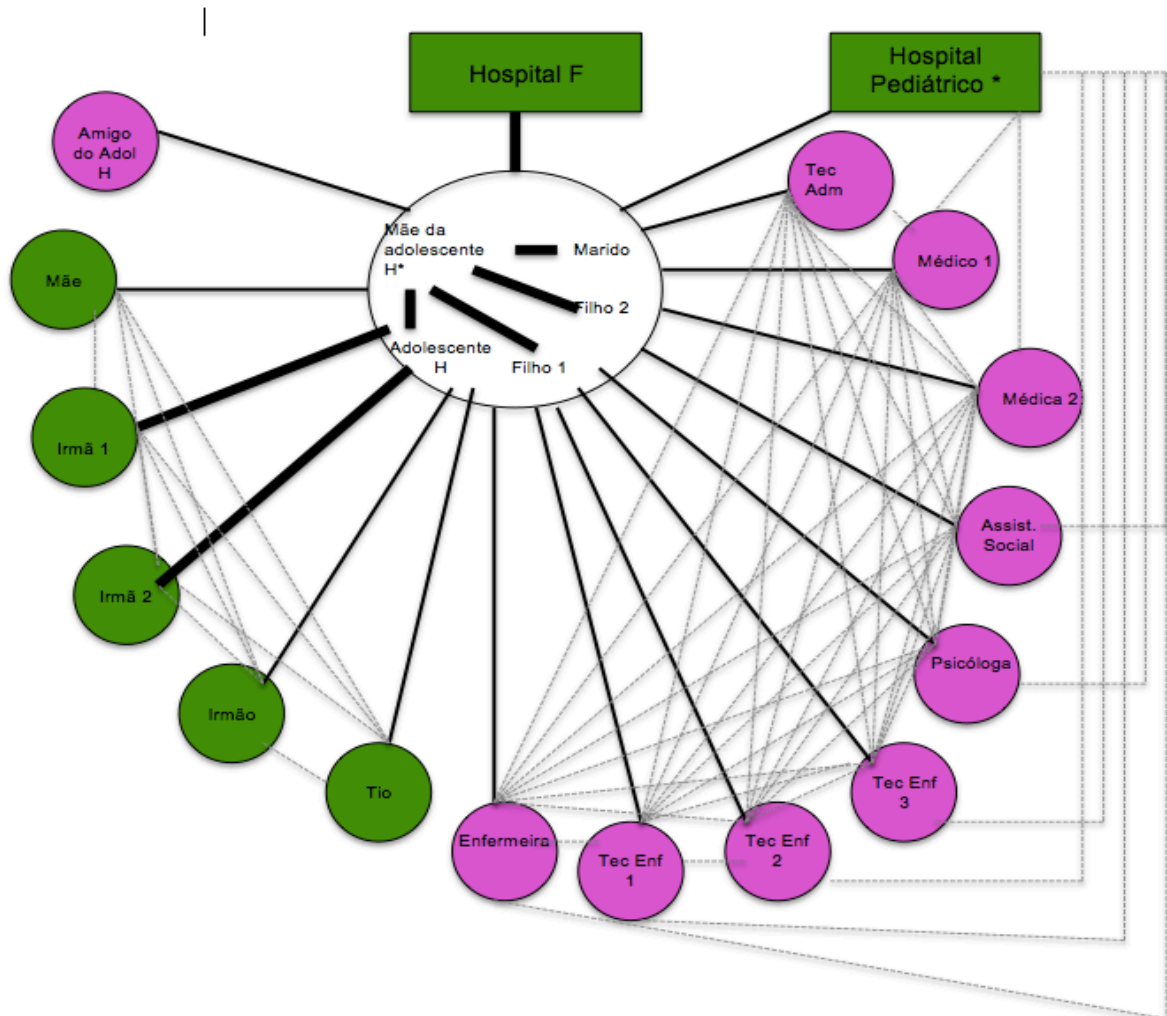 Hospital F
Hospital
Pediátrico *
Amigo
do Adol
H
Tec
Adm
Mãe da
adolescente
H*
Marido
Médico 1
Mãe
Filho 2
Adolescente
H
Filho 1
Médica 2
Irmã 1
Assist.
Social
Irmã 2
Psicóloga
Irmão
Tio
Tec Enf
3
Enfermeira
Tec Enf
1
Tec Enf
2